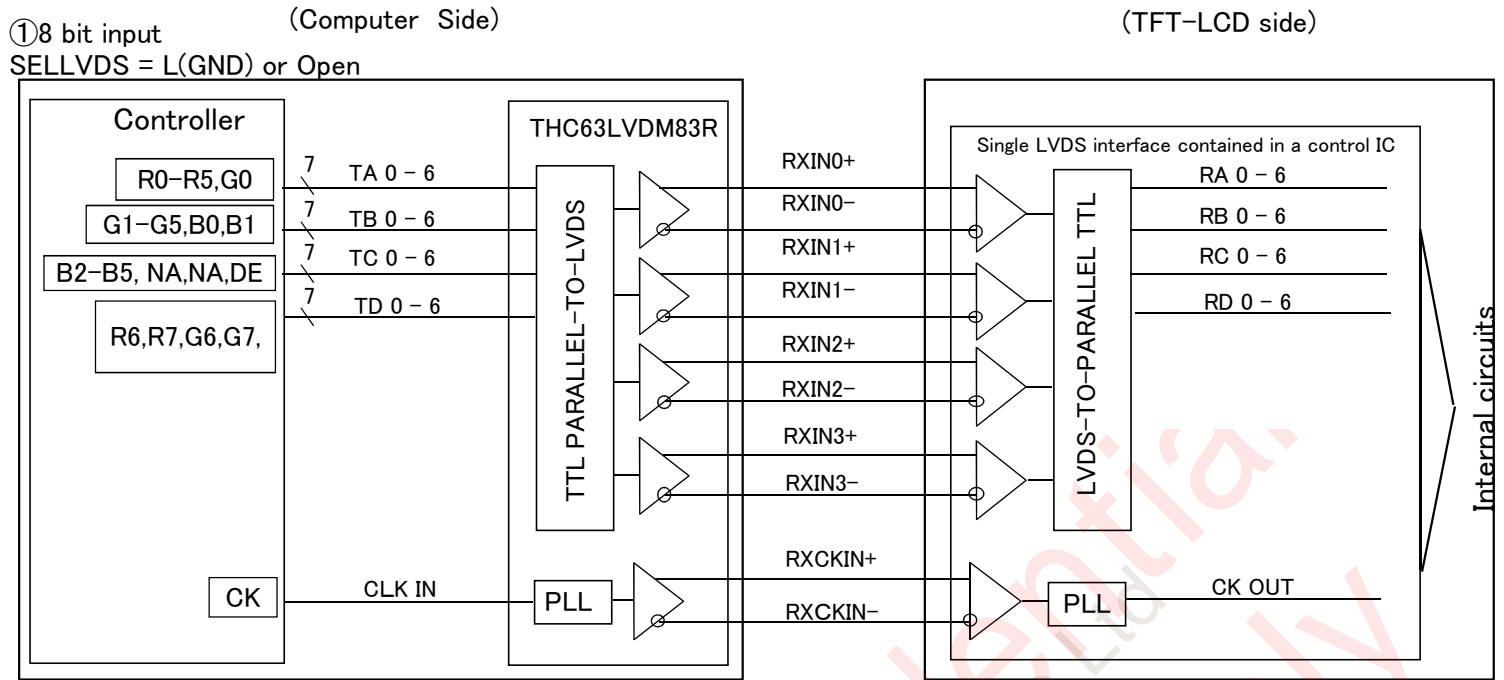 (Computer Side)
(TFT-LCD side)
①8 bit input
SELLVDS = L(GND) or Open
Controller
R0-R5,G0
G1-G5,B0,B1
B2-B5, NA,NA,DE
R6,R7,G6,G7,
CK
7
TA 0 - 6
7
TB 0 - 6
7
TC 0 - 6
7
TD 0 - 6
CLK IN
THC63LVDM83R
TTL PARALLEL-TO-LVDS
PLL
RXIN0+
RXIN0-
RXIN1+
RXIN1-
RXIN2+
RXIN2-
RXIN3+
RXIN3-
RXCKIN+
RXCKIN-
Single LVDS interface contained in a control IC
LVDS-TO-PARALLEL TTL
PLL
RA 0 - 6
RB 0 - 6
RC 0 - 6
RD 0 - 6
CK OUT
Internal circuits
Ltd